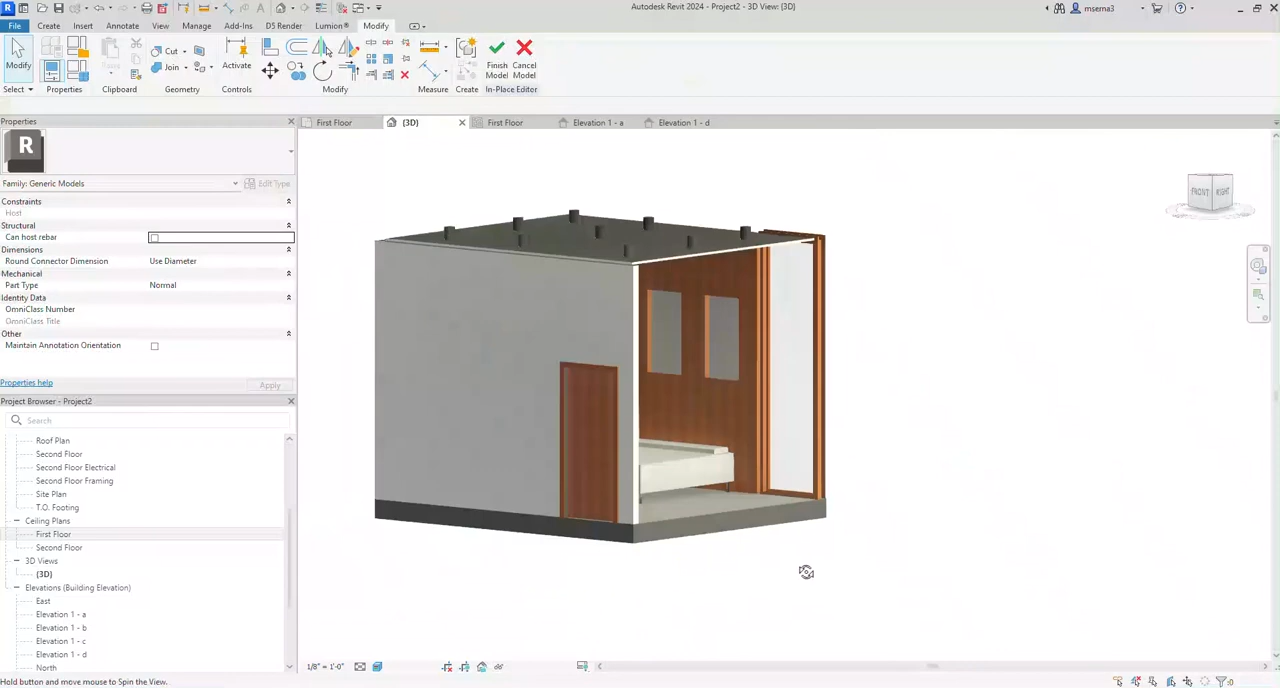 Autodesk Revit 2024 - Project2 - 3D View: {3D}
mserna3
File Create Insert Annotate View Manage Add-Ins D5 Render Lumion® Modify
Modify
Cut
Join
Activate
Finish Model
Cancel Model
Select Properties Clipboard Geometry Controls Modify Measure Create In-Place Editor
Properties
First Floor
{3D}
First Floor
Elevation 1 - a
Elevation 1 - d
R
Family: Generic Models
Edit Type
Constraints
Host
Structural
Can host rebar
Dimensions
Round Connector Dimension Use Diameter
Mechanical
Part Type Normal
Identity Data
OmniClass Number
OmniClass Title
Other
Maintain Annotation Orientation
Properties help
Apply
Project Browser - Project2
Search
Roof Plan
Second Floor
Second Floor Electrical
Second Floor Framing
Site Plan
T.O. Footing
Ceiling Plans
First Floor
Second Floor
3D Views
{3D}
Elevations (Building Elevation)
East
Elevation 1 - a
Elevation 1 - b
Elevation 1 - c
Elevation 1 - d
North
FRONT RIGHT
1/8" = 1'-0"
Hold button and move mouse to Spin the View.
:0